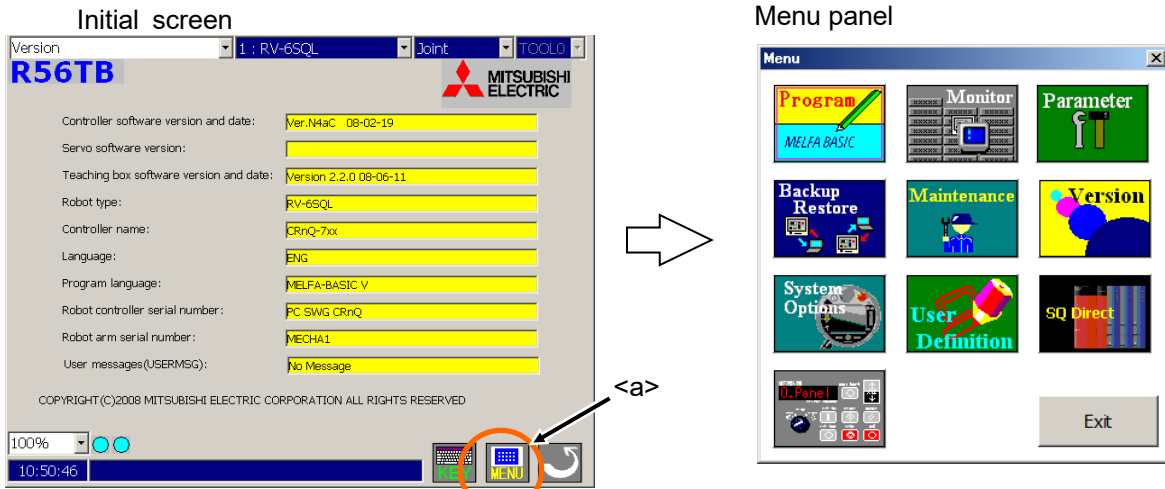 Initial screen
Version 1 : RV-6SQL Joint TOOL0
R56TB
MITSUBISHI
ELECTRIC
Controller software version and date: Ver.N4aC 08-02-19
Servo software version:
Teaching box software version and date: Version 2.2.0 08-06-11
Robot type: RV-6SQL
Controller name: CRnQ-7xx
Language: ENG
Program language: MELFA-BASIC V
Robot controller serial number: PC SWG CRnQ
Robot arm serial number: MECHA1
User messages(USERMSG): No Message
COPYRIGHT(C)2008 MITSUBISHI ELECTRIC CORPORATION ALL RIGHTS RESERVED
<a>
100%
10:50:46
KEY MENU
Menu panel
Menu
Program
MELFA BASIC
Monitor
Parameter
Backup
Restore
Maintenance
Version
System
Options
User
Definition
SQ Direct
O.Panel
Exit